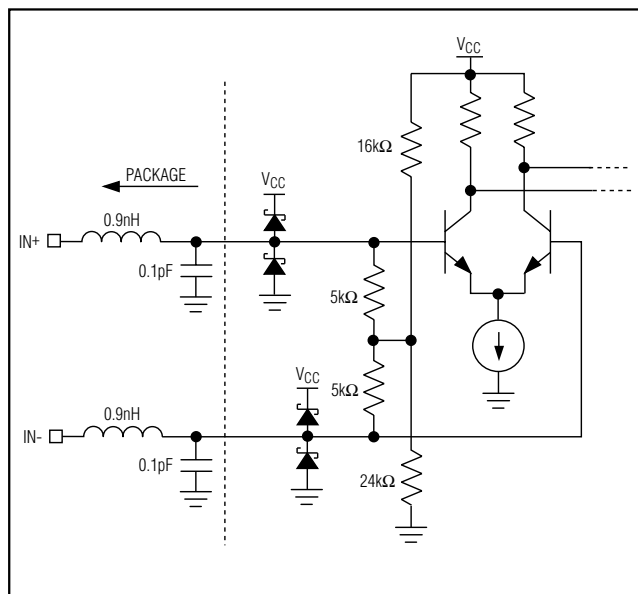 VCC
16kΩ
PACKAGE
VCC
0.9nH
IN+
0.1pF
5kΩ
VCC
5kΩ
0.9nH
IN-
0.1pF
24kΩ